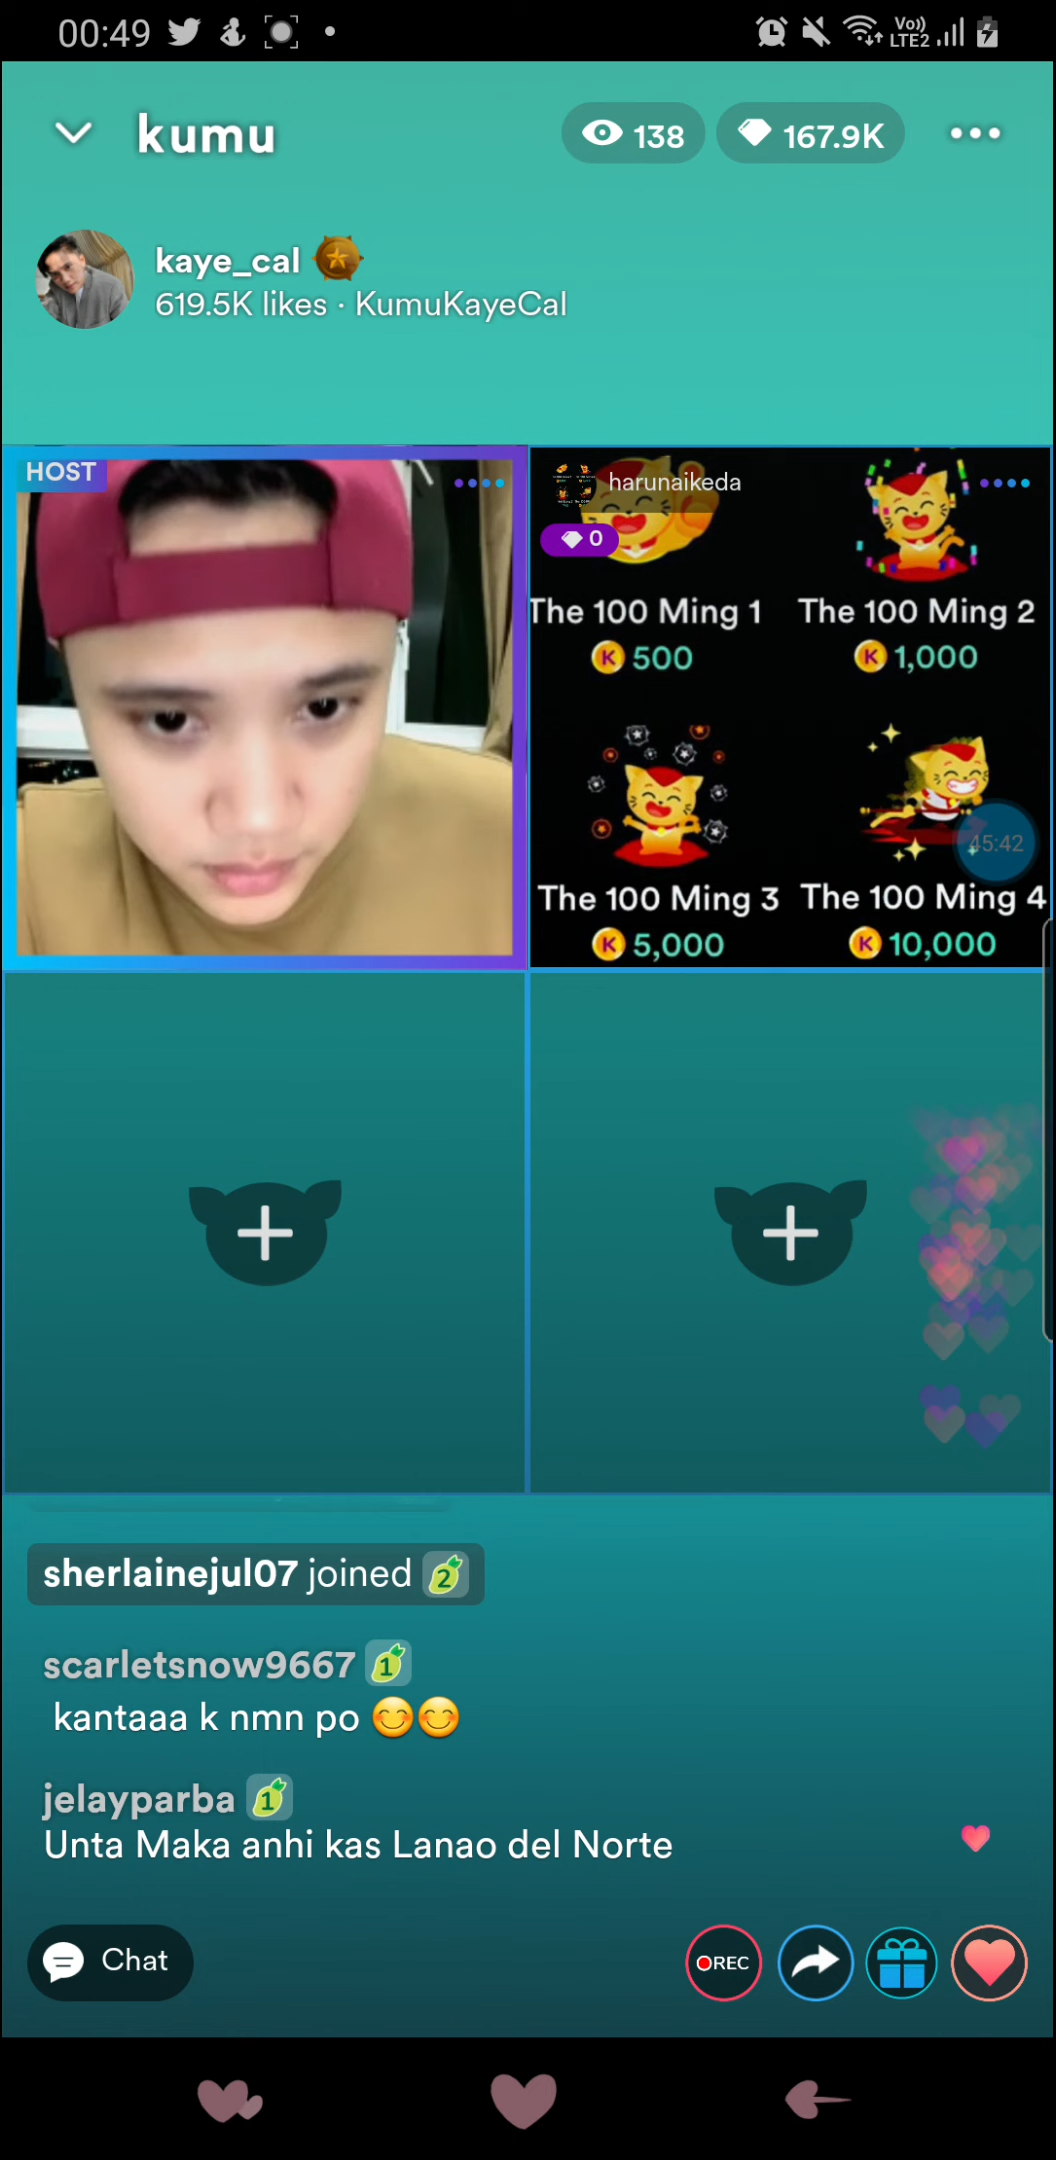 00:49
Vo)) LTE2
kumu
138
167.9K
kaye_cal
619.5K likes · KumuKayeCal
HOST
harunaikeda
0
The 100 Ming 1
The 100 Ming 2
K 500
K 1,000
45:42
The 100 Ming 3
The 100 Ming 4
K 5,000
K 10,000
sherlainejul07 joined 2
scarletsnow9667 1
kantaaa k nmn po 😊😊
jelayparba 1
Unta Maka anhi kas Lanao del Norte
Chat
REC